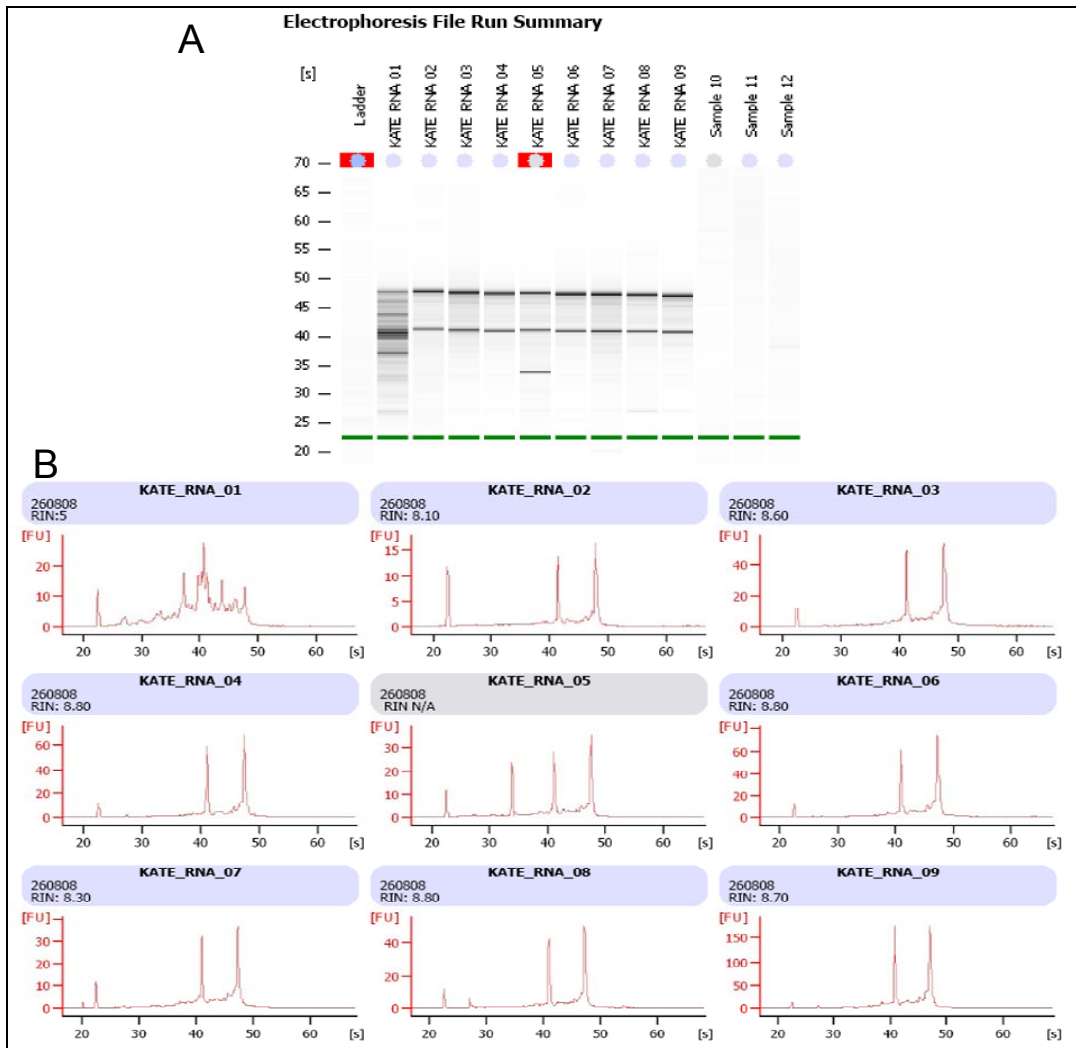 Electrophoresis File Run Summary
A
[s]
Ladder
KATE RNA 01
KATE RNA 02
KATE RNA 03
KATE RNA 04
KATE RNA 05
KATE RNA 06
KATE RNA 07
KATE RNA 08
KATE RNA 09
Sample 10
Sample 11
Sample 12
70
65
60
55
50
45
40
35
30
25
20
B
KATE_RNA_01
260808
RIN:5
[FU]
20
10
0
20 30 40 50 60 [s]
KATE_RNA_02
260808
RIN: 8.10
[FU]
15
10
5
0
20 30 40 50 60 [s]
KATE_RNA_03
260808
RIN: 8.60
[FU]
40
20
0
20 30 40 50 60 [s]
KATE_RNA_04
260808
RIN: 8.80
[FU]
60
40
20
0
20 30 40 50 60 [s]
KATE_RNA_05
260808
RIN N/A
[FU]
30
20
10
0
20 30 40 50 60 [s]
KATE_RNA_06
260808
RIN: 8.80
[FU]
60
40
20
0
20 30 40 50 60 [s]
KATE_RNA_07
260808
RIN: 8.30
[FU]
30
20
10
0
20 30 40 50 60 [s]
KATE_RNA_08
260808
RIN: 8.80
[FU]
40
20
0
20 30 40 50 60 [s]
KATE_RNA_09
260808
RIN: 8.70
[FU]
150
100
50
0
20 30 40 50 60 [s]